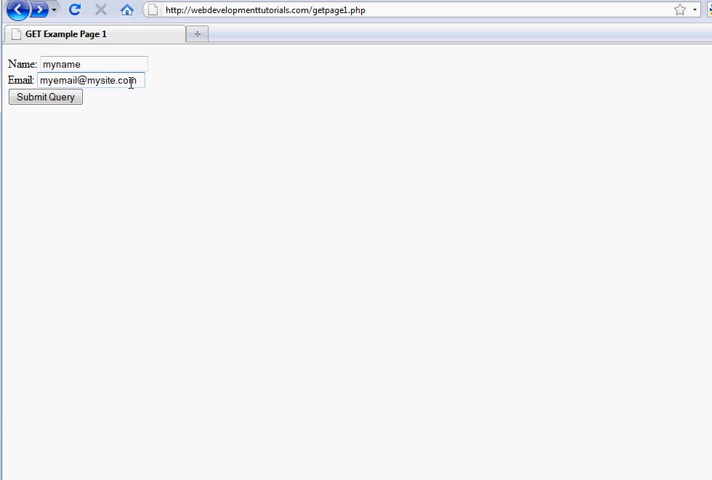 http://webdevelopmenttutorials.com/getpage1.php
GET Example Page 1
Name: myname
Email: myemail@mysite.com
Submit Query